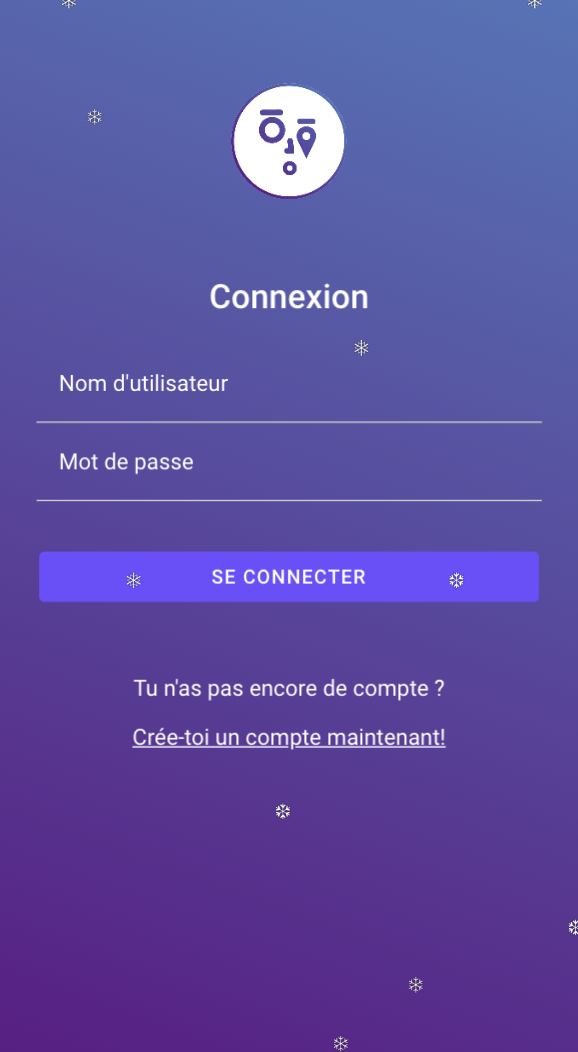 Connexion
Nom d'utilisateur
Mot de passe
SE CONNECTER
Tu n'as pas encore de compte ?
Crée-toi un compte maintenant!